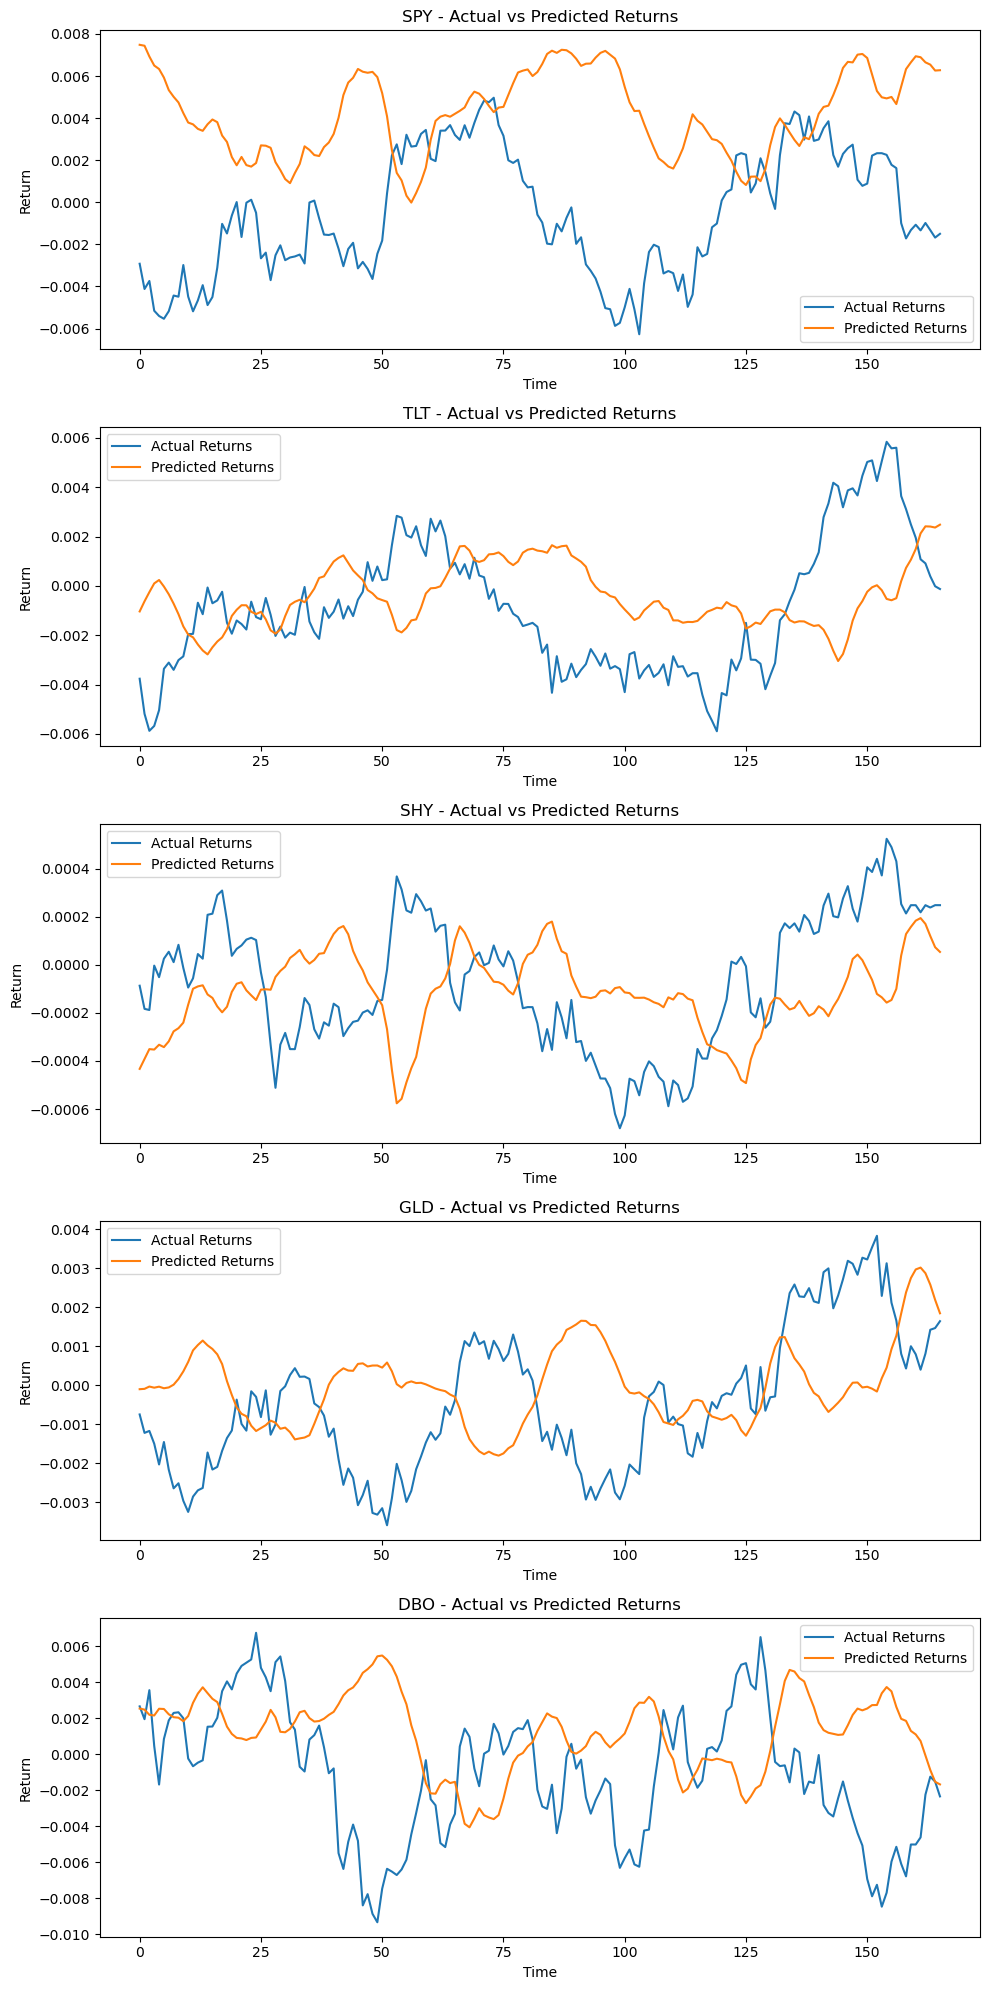 SPY - Actual vs Predicted Returns
0.008
0.006
0.004
0.002
0.000
−0.002
−0.004
−0.006
Return
Actual Returns
Predicted Returns
0 25 50 75 100 125 150
Time
TLT - Actual vs Predicted Returns
Actual Returns
Predicted Returns
0.006
0.004
0.002
0.000
−0.002
−0.004
−0.006
Return
0 25 50 75 100 125 150
Time
SHY - Actual vs Predicted Returns
Actual Returns
Predicted Returns
0.0004
0.0002
0.0000
−0.0002
−0.0004
−0.0006
Return
0 25 50 75 100 125 150
Time
GLD - Actual vs Predicted Returns
Actual Returns
Predicted Returns
0.004
0.003
0.002
0.001
0.000
−0.001
−0.002
−0.003
Return
0 25 50 75 100 125 150
Time
DBO - Actual vs Predicted Returns
Actual Returns
Predicted Returns
0.006
0.004
0.002
0.000
−0.002
−0.004
−0.006
−0.008
−0.010
Return
0 25 50 75 100 125 150
Time